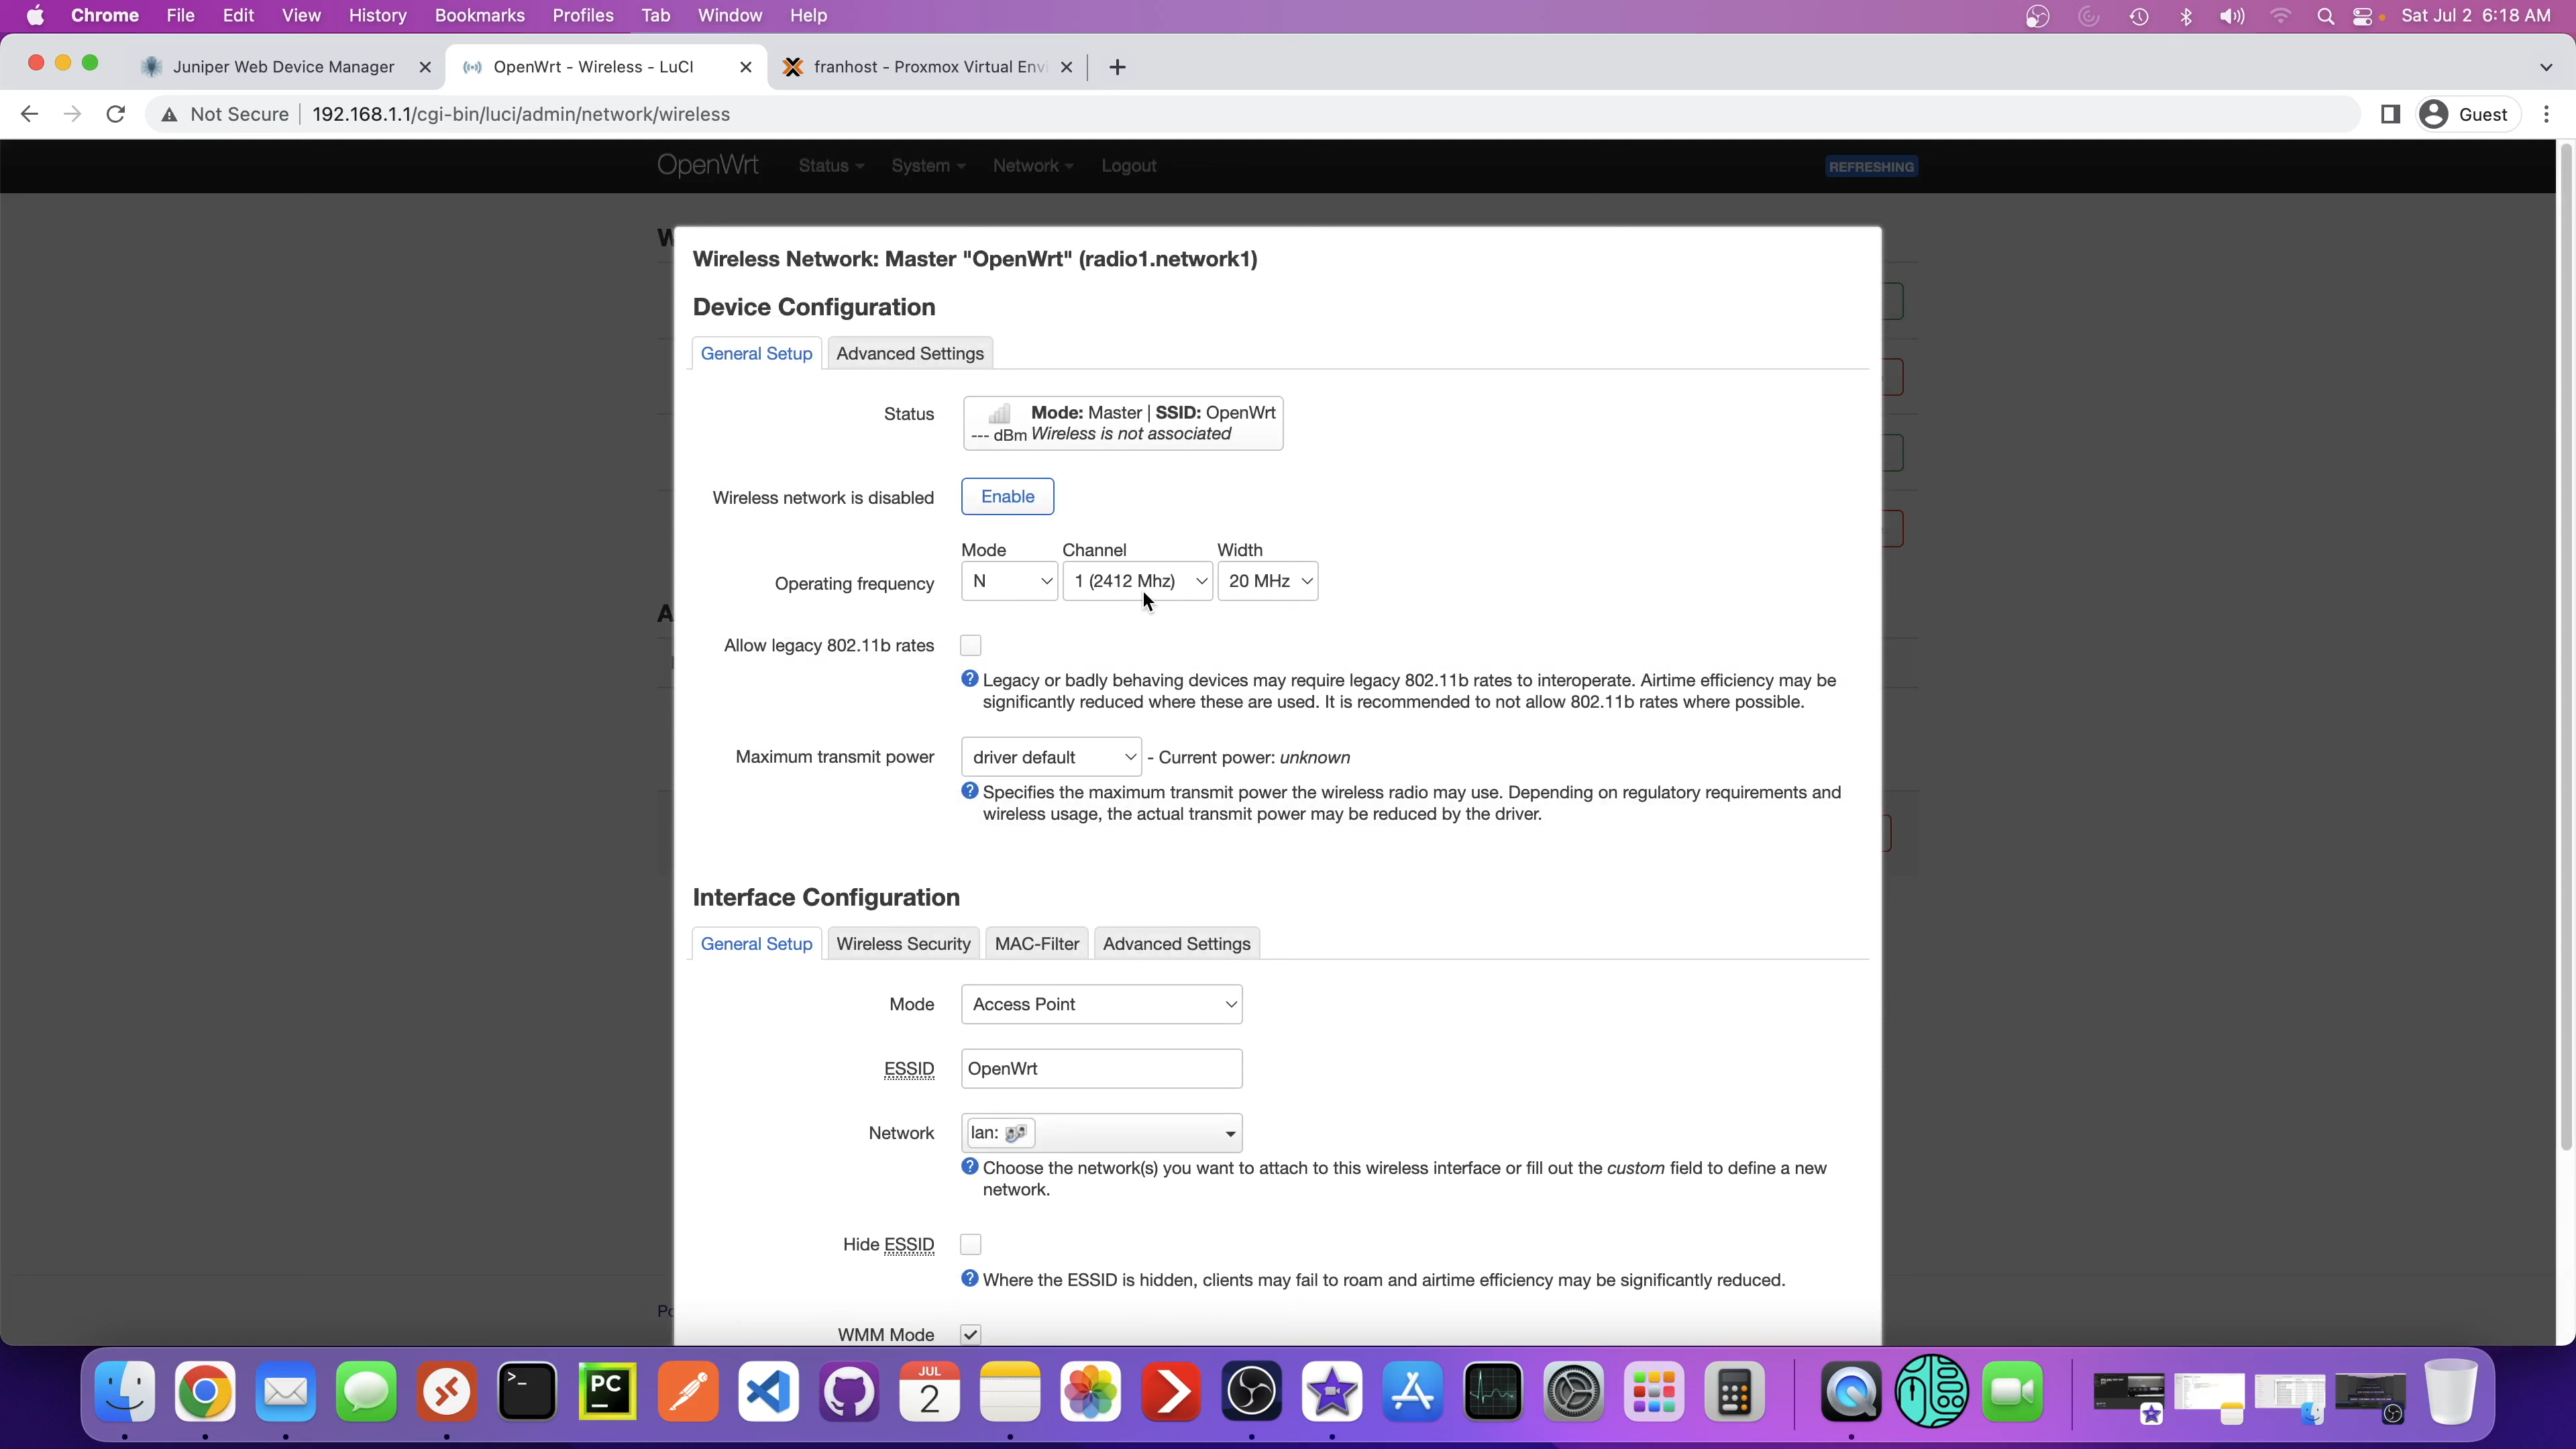 Chrome File Edit View History Bookmarks Profiles Tab Window Help Sat Jul 2 6:18 AM
Juniper Web Device Manager OpenWrt - Wireless - LuCI franhost - Proxmox Virtual Envi
Not Secure 192.168.1.1/cgi-bin/luci/admin/network/wireless Guest
OpenWrt Status System Network Logout REFRESHING
W
Wireless Network: Master "OpenWrt" (radio1.network1)
Device Configuration
General Setup Advanced Settings
Status Mode: Master | SSID: OpenWrt
--- dBm Wireless is not associated
Wireless network is disabled Enable
Mode Channel Width
Operating frequency N 1 (2412 Mhz) 20 MHz
A
Allow legacy 802.11b rates
Legacy or badly behaving devices may require legacy 802.11b rates to interoperate. Airtime efficiency may be
significantly reduced where these are used. It is recommended to not allow 802.11b rates where possible.
Maximum transmit power driver default - Current power: unknown
Specifies the maximum transmit power the wireless radio may use. Depending on regulatory requirements and
wireless usage, the actual transmit power may be reduced by the driver.
Interface Configuration
General Setup Wireless Security MAC-Filter Advanced Settings
Mode Access Point
ESSID OpenWrt
Network lan:
Choose the network(s) you want to attach to this wireless interface or fill out the custom field to define a new
network.
Hide ESSID
Where the ESSID is hidden, clients may fail to roam and airtime efficiency may be significantly reduced.
Po
WMM Mode
PC
JUL
2